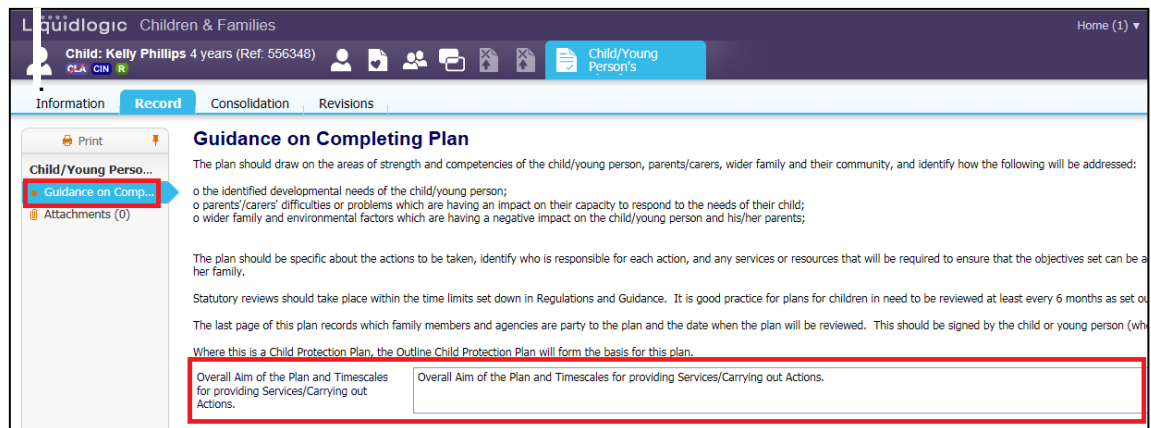 Liquidlogic Children & Families
Home (1) ▼
Child: Kelly Phillips 4 years (Ref: 556348)
CLA CIN R
Child/Young
Person's
Information Record Consolidation Revisions
Print
Child/Young Perso...
Guidance on Comp...
Attachments (0)
Guidance on Completing Plan
The plan should draw on the areas of strength and competencies of the child/young person, parents/carers, wider family and their community, and identify how the following will be addressed:
o the identified developmental needs of the child/young person;
o parents'/carers' difficulties or problems which are having an impact on their capacity to respond to the needs of their child;
o wider family and environmental factors which are having a negative impact on the child/young person and his/her parents;
The plan should be specific about the actions to be taken, identify who is responsible for each action, and any services or resources that will be required to ensure that the objectives set can be a
her family.
Statutory reviews should take place within the time limits set down in Regulations and Guidance. It is good practice for plans for children in need to be reviewed at least every 6 months as set ou
The last page of this plan records which family members and agencies are party to the plan and the date when the plan will be reviewed. This should be signed by the child or young person (whe
Where this is a Child Protection Plan, the Outline Child Protection Plan will form the basis for this plan.
Overall Aim of the Plan and Timescales
for providing Services/Carrying out
Actions.
Overall Aim of the Plan and Timescales for providing Services/Carrying out Actions.